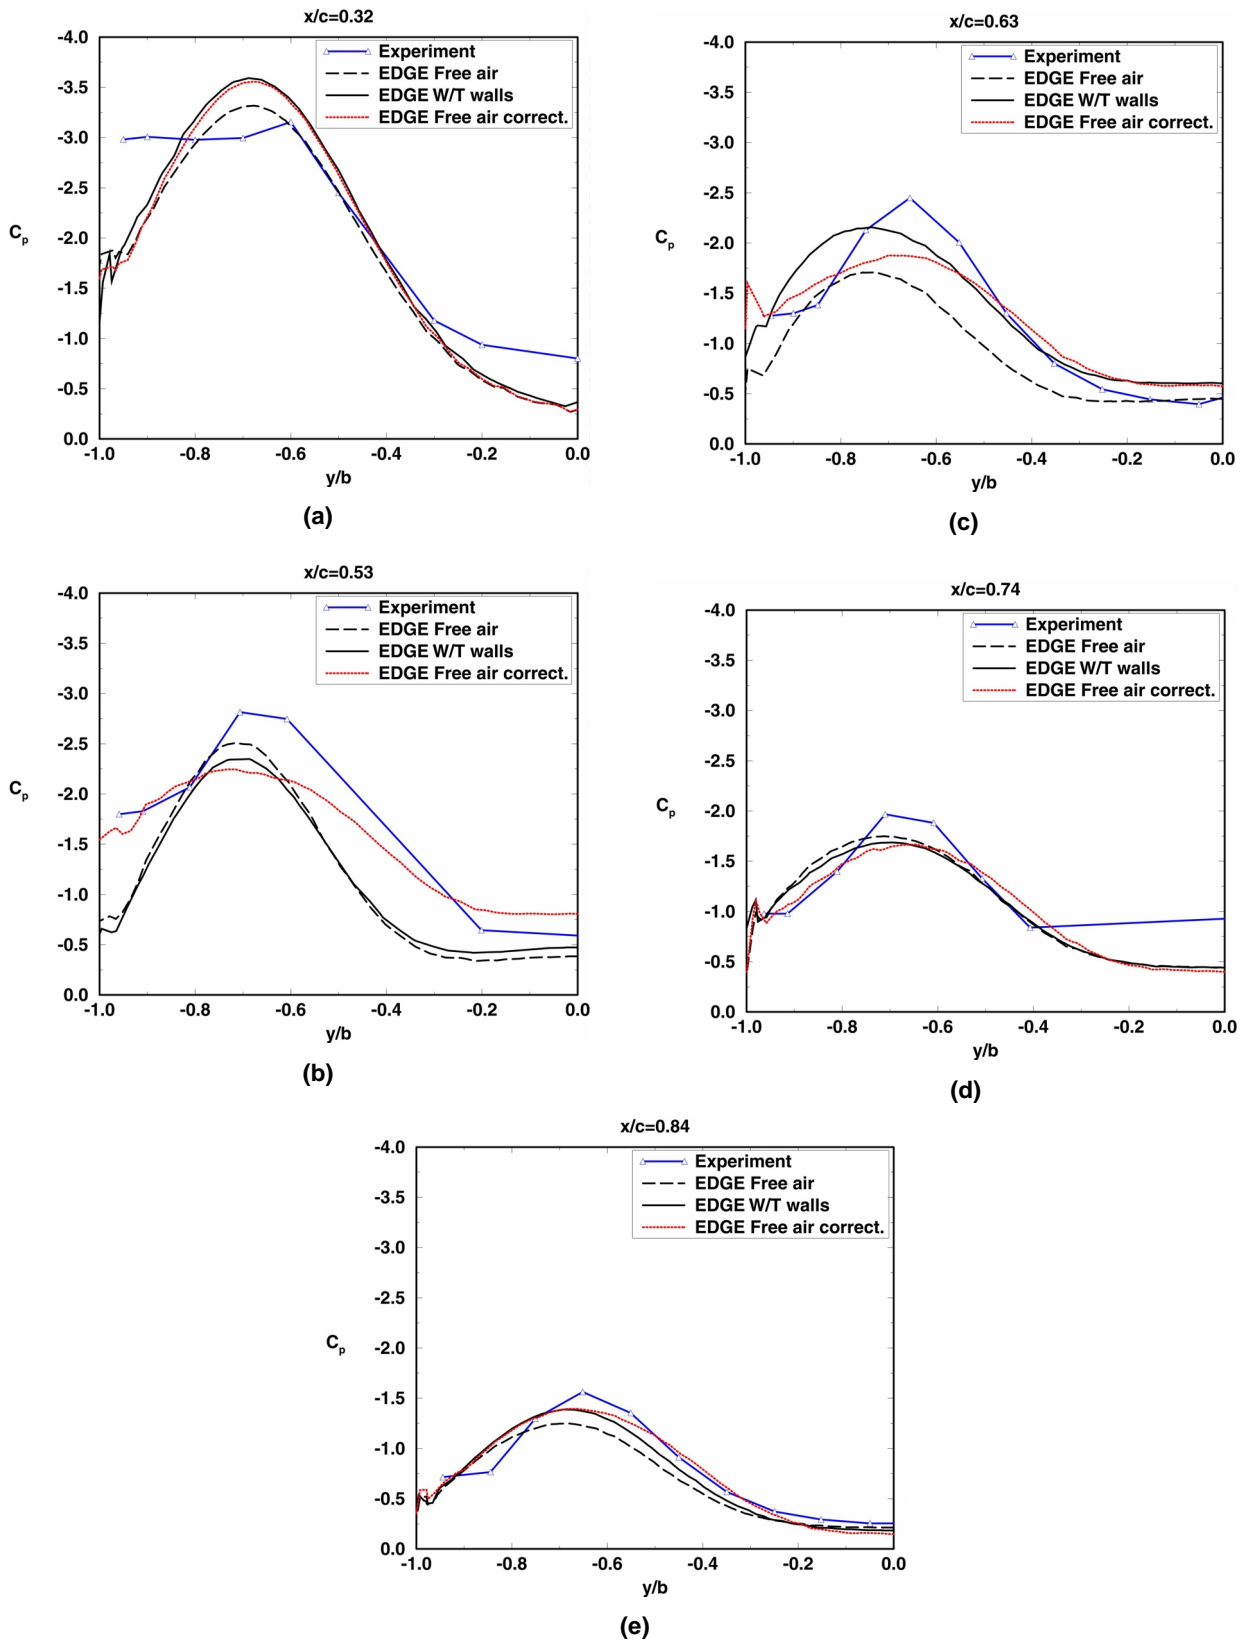 x/c=0.32
-4.0
-3.5
-3.0
-2.5
-2.0
-1.5
-1.0
-0.5
0.0
Cp
Experiment
EDGE Free air
EDGE W/T walls
EDGE Free air correct.
-1.0 -0.8 -0.6 -0.4 -0.2 0.0
y/b
(a)
x/c=0.63
-4.0
-3.5
-3.0
-2.5
-2.0
-1.5
-1.0
-0.5
0.0
Cp
Experiment
EDGE Free air
EDGE W/T walls
EDGE Free air correct.
-1.0 -0.8 -0.6 -0.4 -0.2 0.0
y/b
(c)
x/c=0.53
-4.0
-3.5
-3.0
-2.5
-2.0
-1.5
-1.0
-0.5
0.0
Cp
Experiment
EDGE Free air
EDGE W/T walls
EDGE Free air correct.
-1.0 -0.8 -0.6 -0.4 -0.2 0.0
y/b
(b)
x/c=0.74
-4.0
-3.5
-3.0
-2.5
-2.0
-1.5
-1.0
-0.5
0.0
Cp
Experiment
EDGE Free air
EDGE W/T walls
EDGE Free air correct.
-1.0 -0.8 -0.6 -0.4 -0.2 0.0
y/b
(d)
x/c=0.84
-4.0
-3.5
-3.0
-2.5
-2.0
-1.5
-1.0
-0.5
0.0
Cp
Experiment
EDGE Free air
EDGE W/T walls
EDGE Free air correct.
-1.0 -0.8 -0.6 -0.4 -0.2 0.0
y/b
(e)